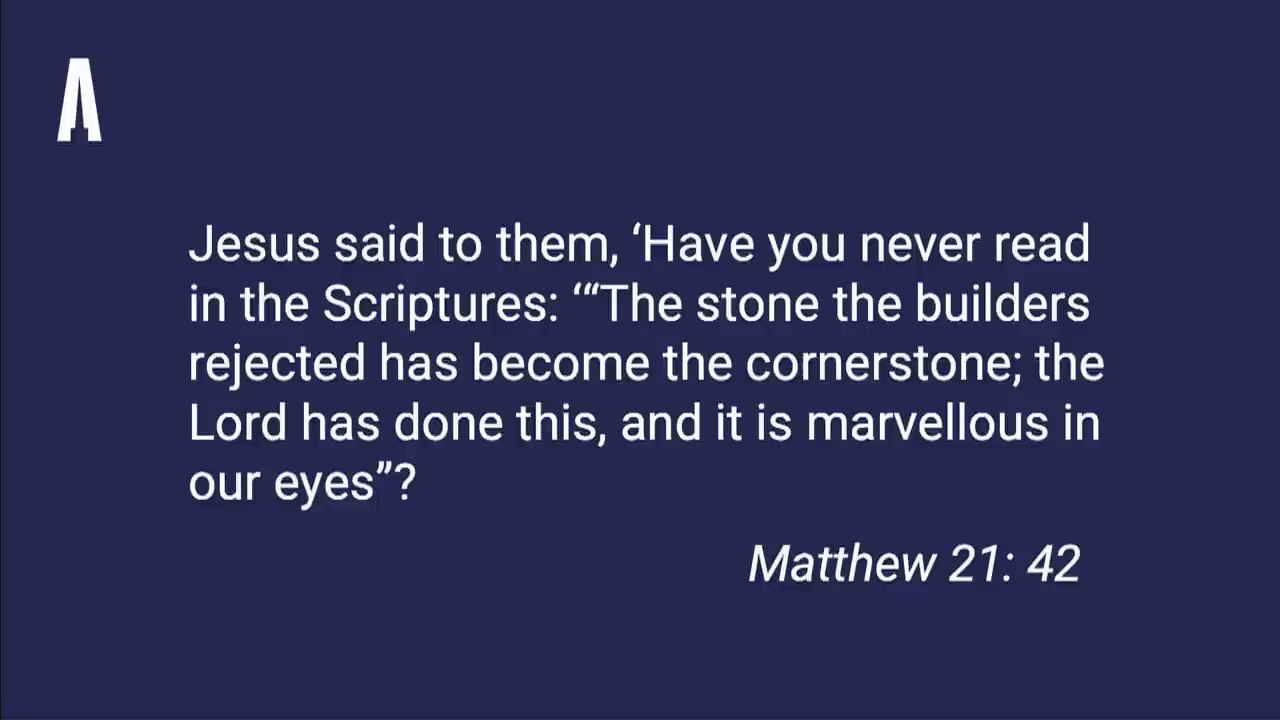 A
Jesus said to them, ‘Have you never read
in the Scriptures: ‘“The stone the builders
rejected has become the cornerstone; the
Lord has done this, and it is marvellous in
our eyes”?
Matthew 21: 42